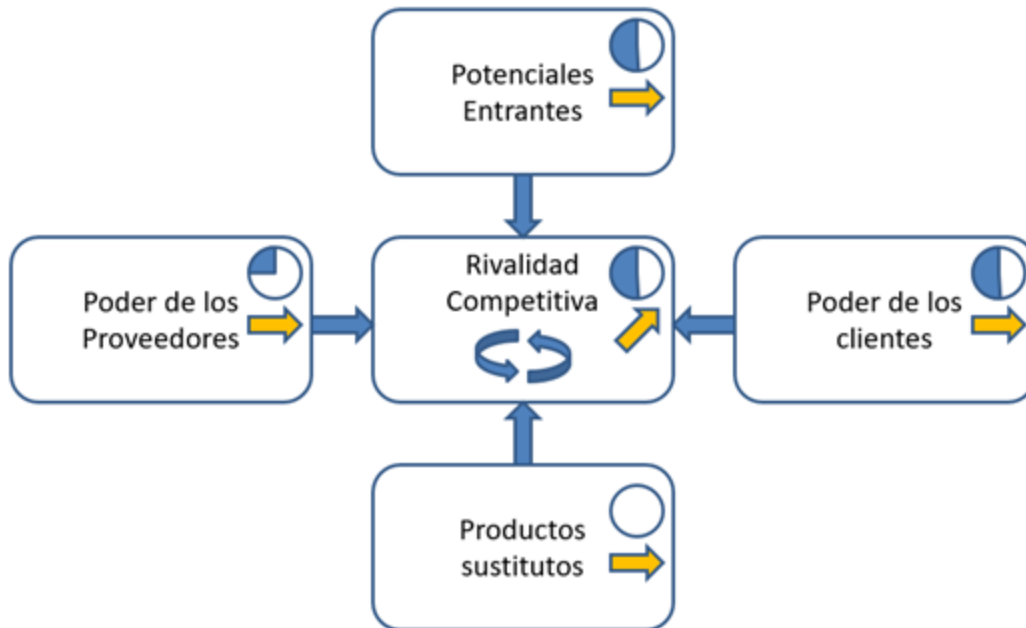 Potenciales
Entrantes
Poder de los
Proveedores
Rivalidad
Competitiva
Poder de los
clientes
Productos
sustitutos